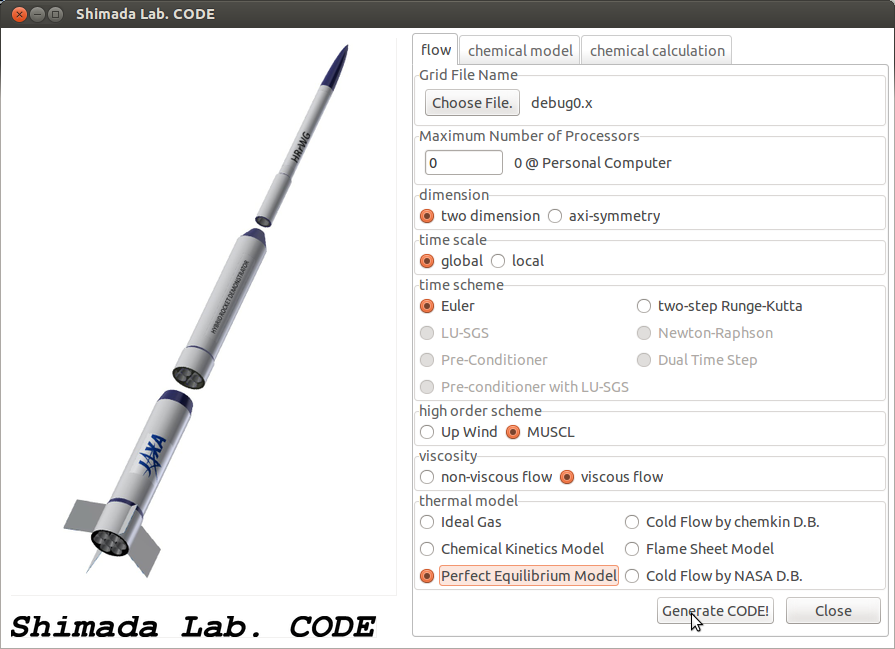 Shimada Lab. CODE
flow
chemical model
chemical calculation
Grid File Name
Choose File. debug0.x
Maximum Number of Processors
0 0 @ Personal Computer
dimension
two dimension axi-symmetry
time scale
global local
time scheme
Euler two-step Runge-Kutta
LU-SGS Newton-Raphson
Pre-Conditioner Dual Time Step
Pre-conditioner with LU-SGS
high order scheme
Up Wind MUSCL
viscosity
non-viscous flow viscous flow
thermal model
Ideal Gas Cold Flow by chemkin D.B.
Chemical Kinetics Model Flame Sheet Model
Perfect Equilibrium Model Cold Flow by NASA D.B.
Generate CODE! Close
HRrWG
HYBRID ROCKET DEMONSTRATOR
JAXA
Shimada Lab. CODE